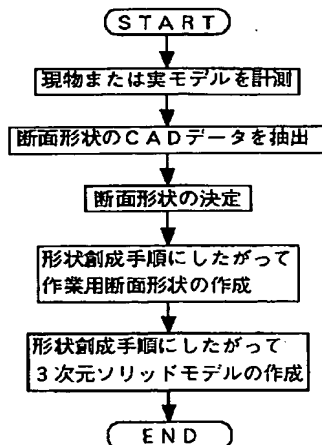 START
現物または実モデルを計測
断面形状のCADデータを抽出
断面形状の決定
形状創成手順にしたがって
作業用断面形状の作成
形状創成手順にしたがって
3次元ソリッドモデルの作成
END